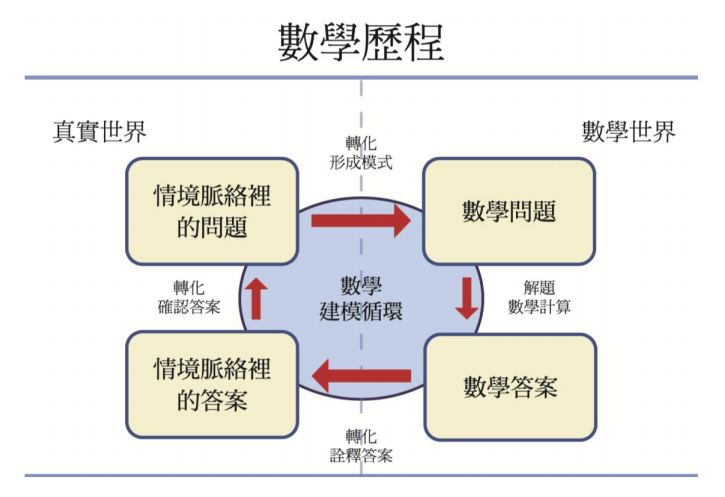 數學歷程
真實世界
數學世界
轉化
形成模式
情境脈絡裡
的問題
數學問題
轉化
確認答案
數學
建模循環
解題
數學計算
情境脈絡裡
的答案
數學答案
轉化
詮釋答案